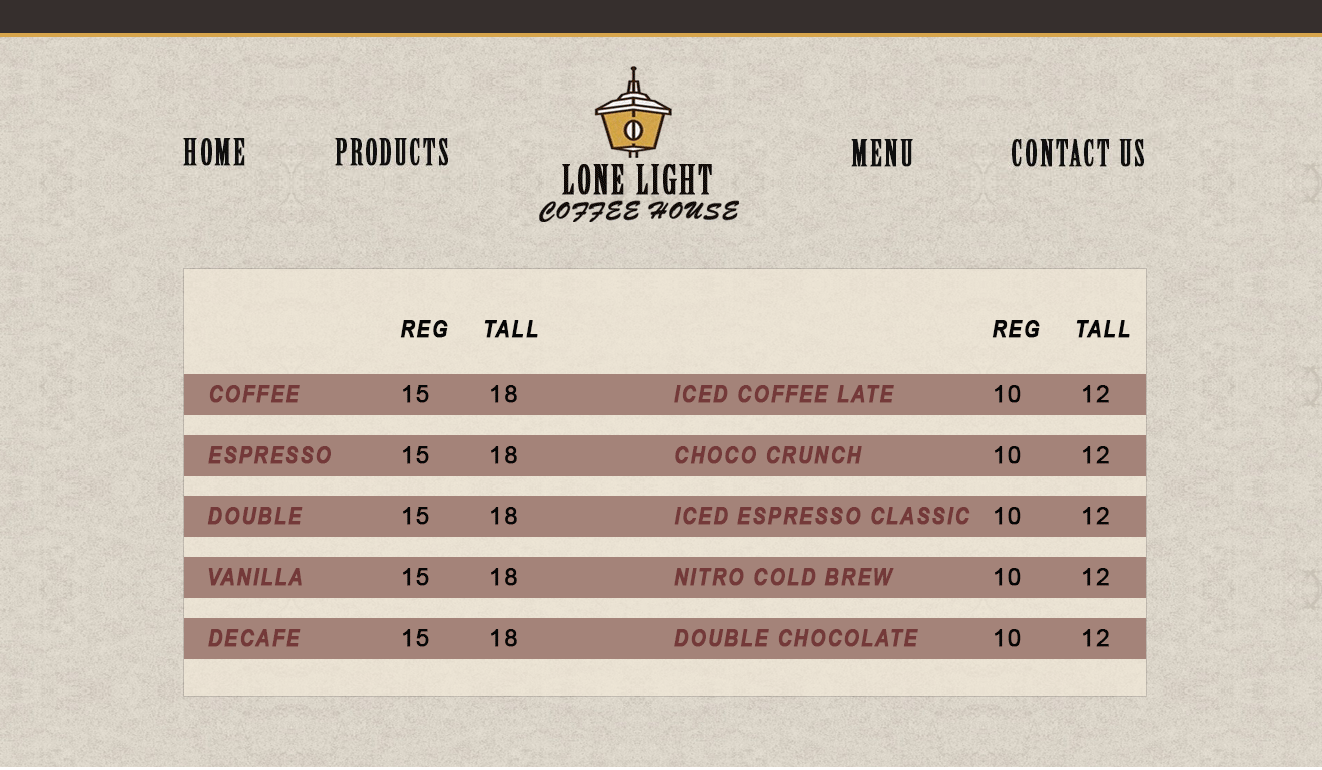 HOME PRODUCTS MENU CONTACT US
LONE LIGHT
COFFEE HOUSE
REG TALL REG TALL
COFFEE 15 18 ICED COFFEE LATE 10 12
ESPRESSO 15 18 CHOCO CRUNCH 10 12
DOUBLE 15 18 ICED ESPRESSO CLASSIC 10 12
VANILLA 15 18 NITRO COLD BREW 10 12
DECAFE 15 18 DOUBLE CHOCOLATE 10 12